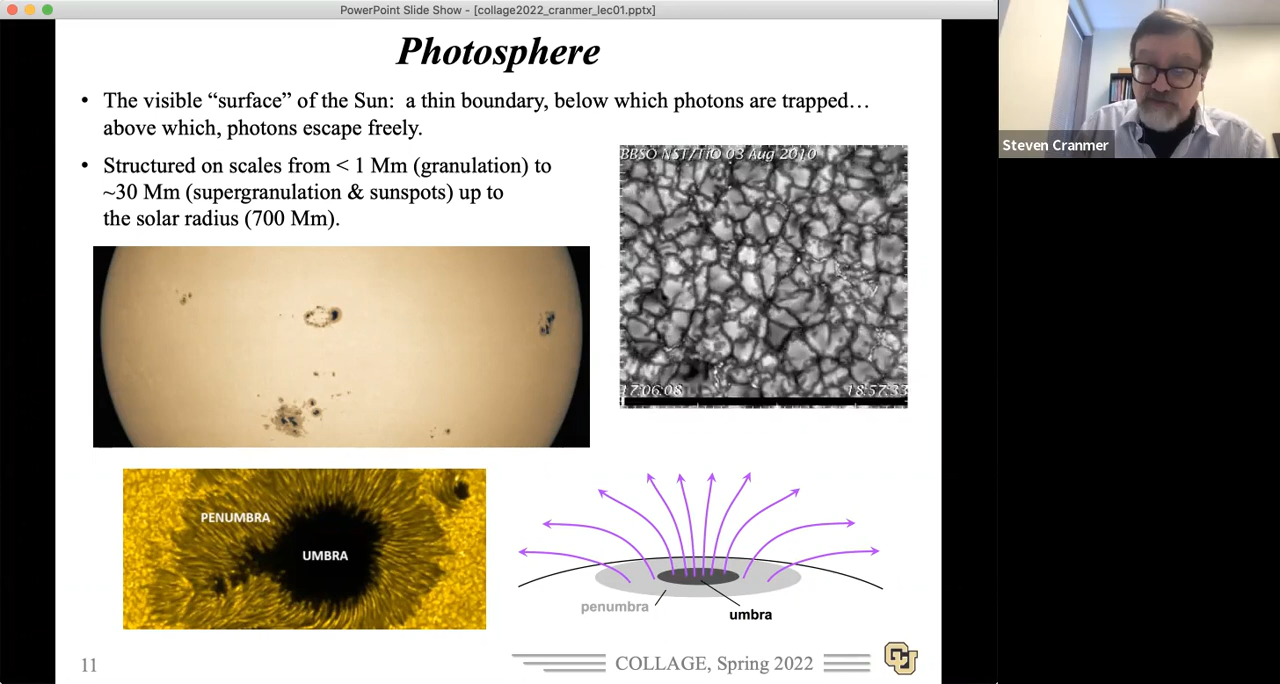 PowerPoint Slide Show - [collage2022_cranmer_lec01.pptx]
Photosphere
• The visible “surface” of the Sun: a thin boundary, below which photons are trapped…
above which, photons escape freely.
• Structured on scales from < 1 Mm (granulation) to
~30 Mm (supergranulation & sunspots) up to
the solar radius (700 Mm).
BBSO NST/TiO 03 Aug 2010
17:06:08 18:57:33
PENUMBRA
UMBRA
penumbra
umbra
11
COLLAGE, Spring 2022
CU
Steven Cranmer